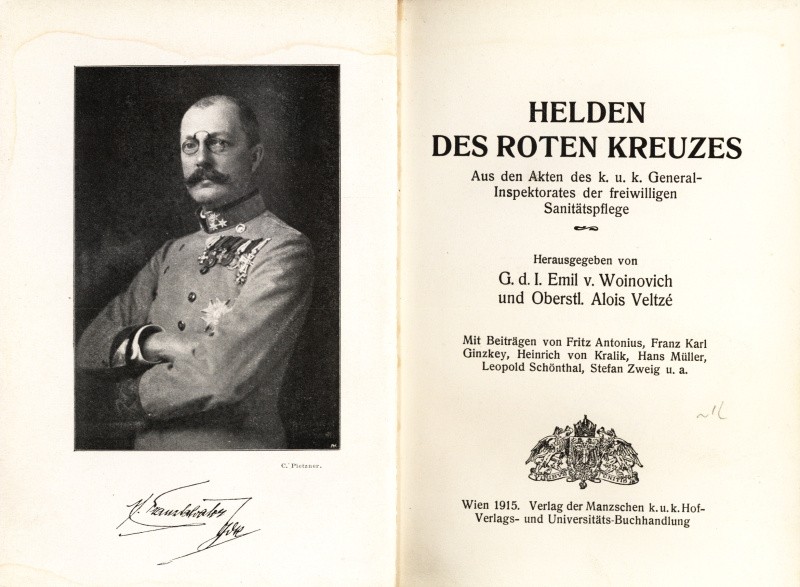 C. Pietzner.
HELDEN
DES ROTEN KREUZES
Aus den Akten des k. u. k. General-
Inspektorates der freiwilligen
Sanitätspflege
Herausgegeben von
G. d. I. Emil v. Woinovich
und Oberstl. Alois Veltzé
Mit Beiträgen von Fritz Antonius, Franz Karl
Ginzkey, Heinrich von Kralik, Hans Müller,
Leopold Schönthal, Stefan Zweig u. a.
Wien 1915. Verlag der Manzschen k. u. k. Hof-
Verlags- und Universitäts-Buchhandlung